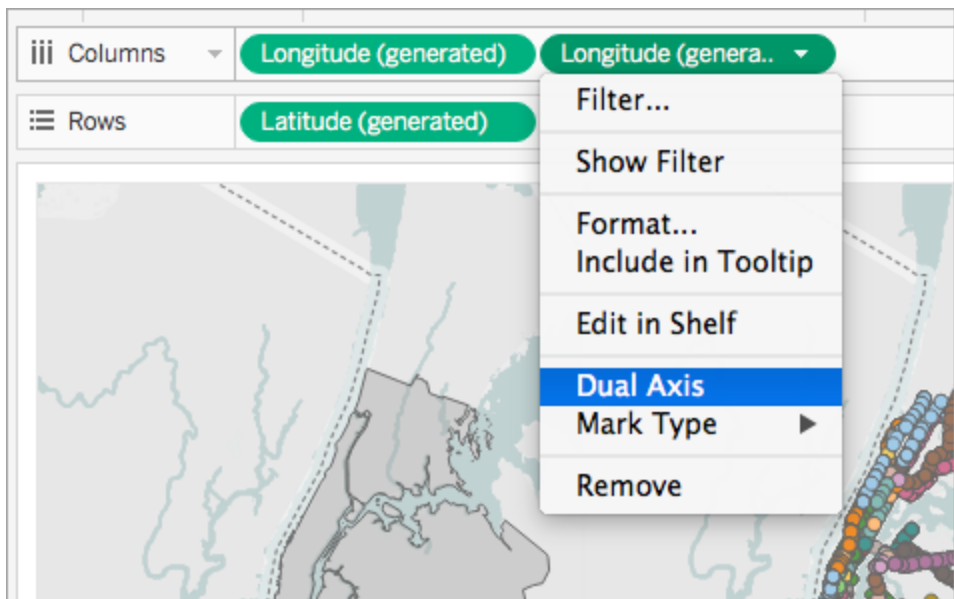 Columns
Longitude (generated)
Longitude (genera..
Rows
Latitude (generated)
Filter...
Show Filter
Format...
Include in Tooltip
Edit in Shelf
Dual Axis
Mark Type
Remove